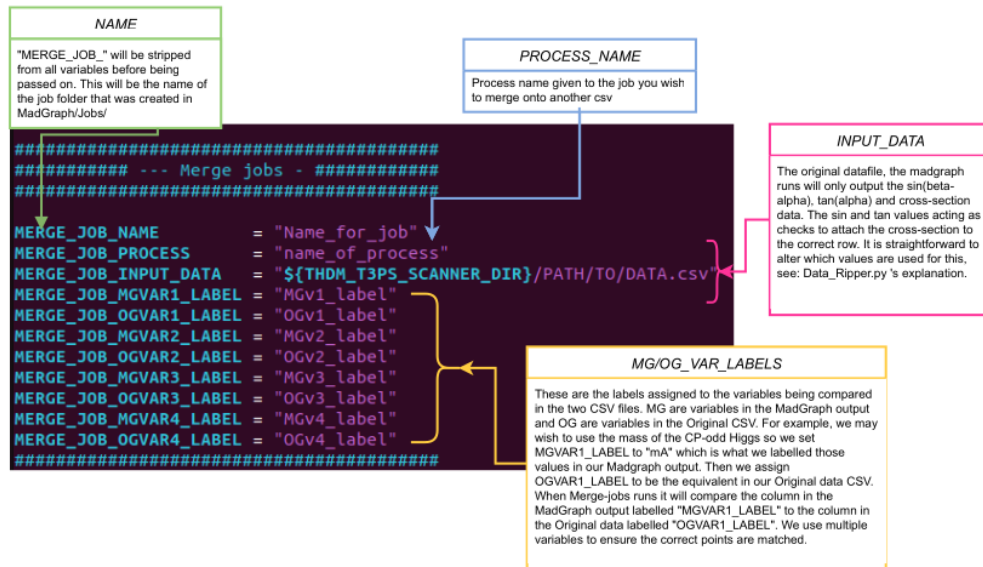 NAME
"MERGE_JOB_" will be stripped
from all variables before being
passed on. This will be the name of
the job folder that was created in
MadGraph/Jobs/
PROCESS_NAME
Process name given to the job you wish
to merge onto another csv
INPUT_DATA
The original datafile, the madgraph
runs will only output the sin(beta-
alpha), tan(alpha) and cross-section
data. The sin and tan values acting as
checks to attach the cross-section to
the correct row. It is straightforward to
alter which values are used for this,
see: Data_Ripper.py 's explanation.
#########################################
########### --- Merge jobs - ############
#########################################
MERGE_JOB_NAME = "Name_for_job"
MERGE_JOB_PROCESS = "name_of_process"
MERGE_JOB_INPUT_DATA = "${THDM_T3PS_SCANNER_DIR}/PATH/TO/DATA.csv"
MERGE_JOB_MGVAR1_LABEL = "MGv1_label"
MERGE_JOB_OGVAR1_LABEL = "OGv1_label"
MERGE_JOB_MGVAR2_LABEL = "MGv2_label"
MERGE_JOB_OGVAR2_LABEL = "OGv2_label"
MERGE_JOB_MGVAR3_LABEL = "MGv3_label"
MERGE_JOB_OGVAR3_LABEL = "OGv3_label"
MERGE_JOB_MGVAR4_LABEL = "MGv4_label"
MERGE_JOB_OGVAR4_LABEL = "OGv4_label"
#########################################
MG/OG_VAR_LABELS
These are the labels assigned to the variables being compared
in the two CSV files. MG are variables in the MadGraph output
and OG are variables in the Original CSV. For example, we may
wish to use the mass of the CP-odd Higgs so we set
MGVAR1_LABEL to "mA" which is what we labelled those
values in our Madgraph output. Then we assign
OGVAR1_LABEL to be the equivalent in our Original data CSV.
When Merge-jobs runs it will compare the column in the
MadGraph output labelled "MGVAR1_LABEL" to the column in
the Original data labelled "OGVAR1_LABEL". We use multiple
variables to ensure the correct points are matched.